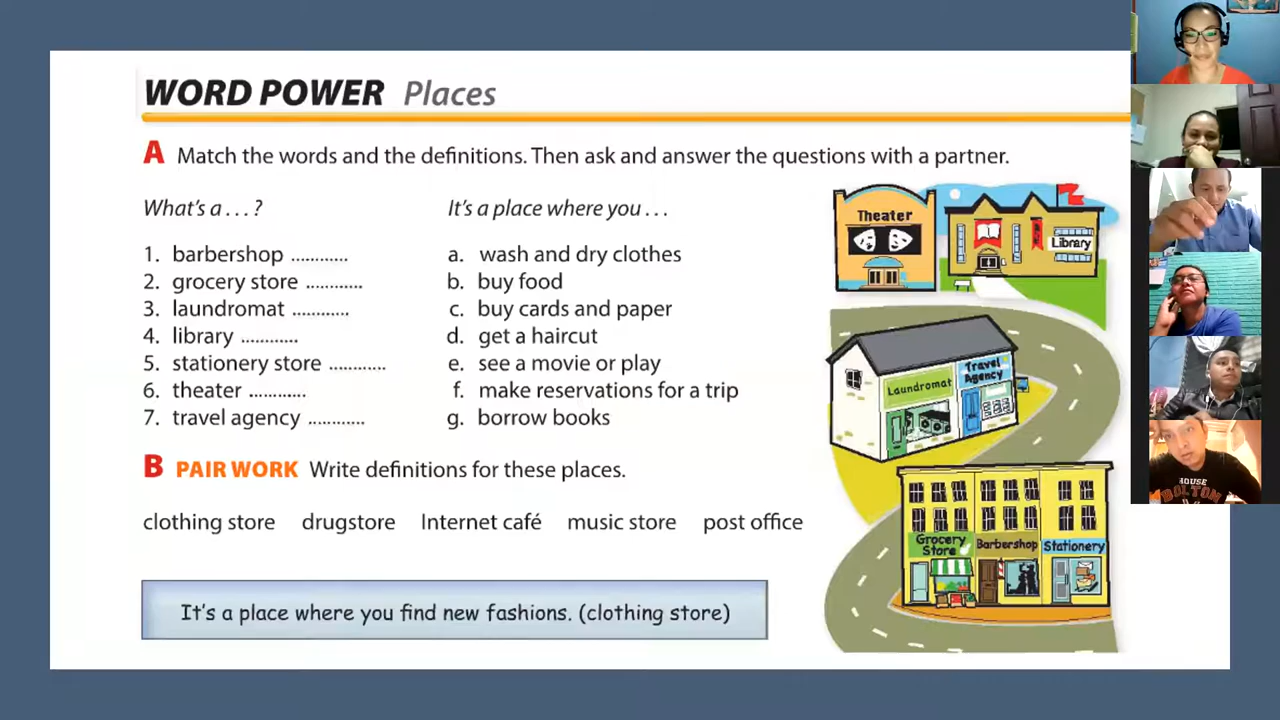 WORD POWER Places
A Match the words and the definitions. Then ask and answer the questions with a partner.
What's a . . . ?
1. barbershop ............
2. grocery store ............
3. laundromat ............
4. library ............
5. stationery store ............
6. theater ............
7. travel agency ............
It's a place where you . . .
a. wash and dry clothes
b. buy food
c. buy cards and paper
d. get a haircut
e. see a movie or play
f. make reservations for a trip
g. borrow books
B PAIR WORK Write definitions for these places.
clothing store drugstore Internet café music store post office
It's a place where you find new fashions. (clothing store)
Theater
Library
Laundromat
Travel
Agency
Grocery
Store
Barbershop
Stationery
HOUSE
BOLTOM